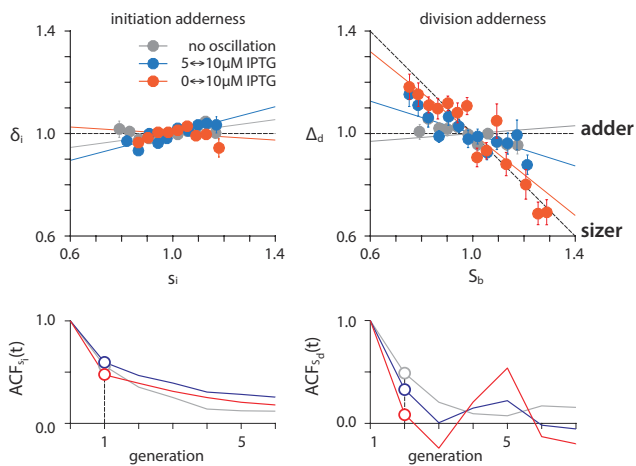 initiation adderness
division adderness
no oscillation
5↔10μM IPTG
0↔10μM IPTG
1.4
δi
1.0
0.6
0.6
1.0
1.4
si
1.4
Δd
1.0
0.6
0.6
1.0
1.4
Sb
adder
sizer
1.0
ACFsi(t)
0.0
1
5
generation
1.0
ACFSd(t)
0.0
1
5
generation